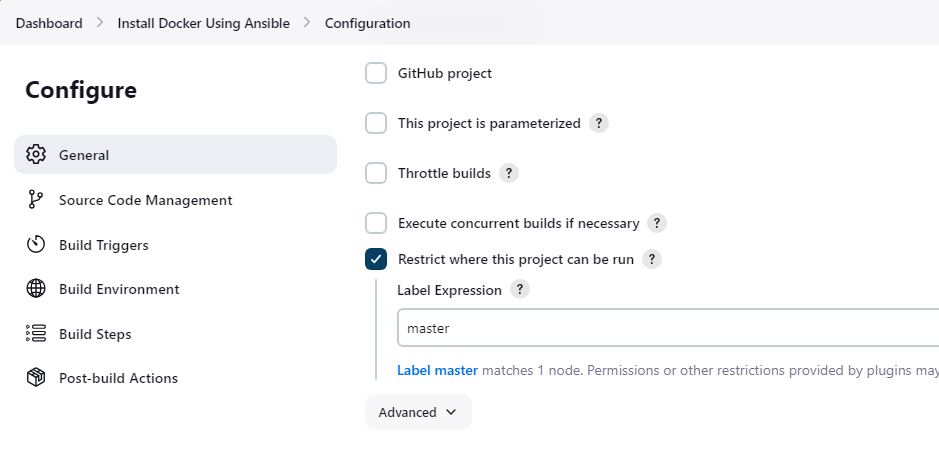 Dashboard > Install Docker Using Ansible > Configuration
Configure
General
Source Code Management
Build Triggers
Build Environment
Build Steps
Post-build Actions
GitHub project
This project is parameterized ?
Throttle builds ?
Execute concurrent builds if necessary ?
Restrict where this project can be run ?
Label Expression ?
master
Label master matches 1 node. Permissions or other restrictions provided by plugins may
Advanced